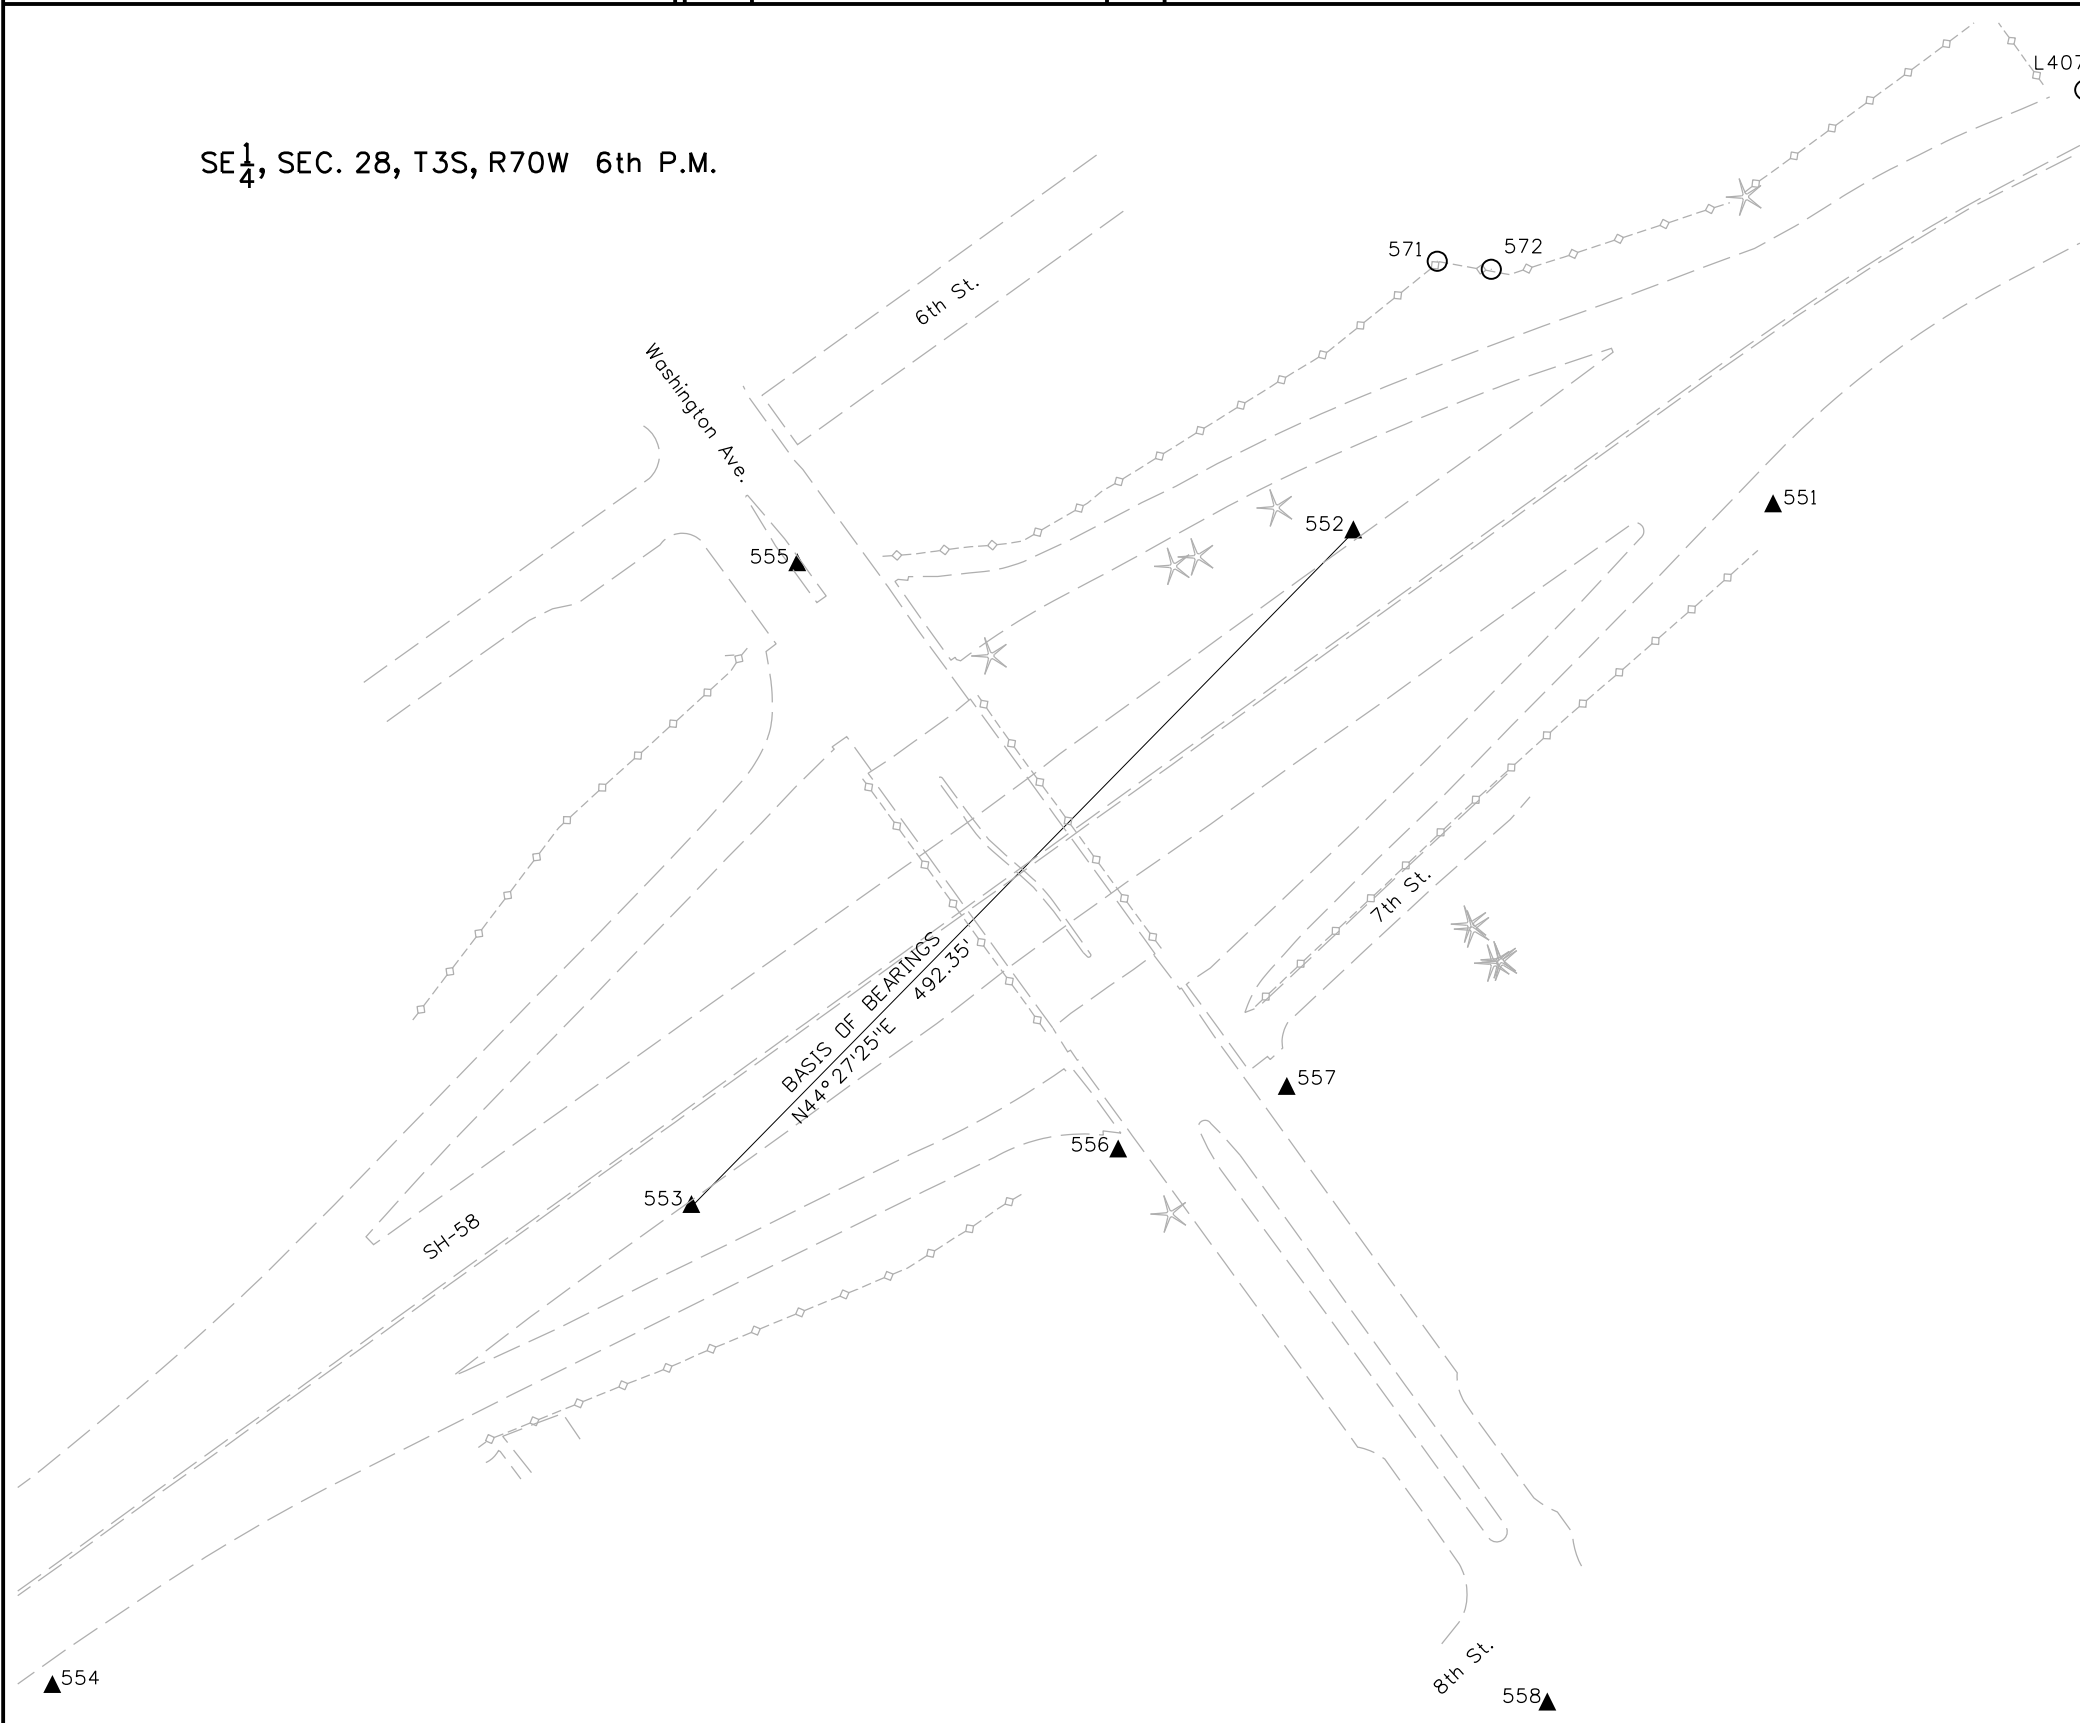 L407
SE1/4, SEC. 28, T3S, R70W 6th P.M.
571
572
6th St.
Washington Ave.
551
552
555
7th St.
BASIS OF BEARINGS
492.35'
N44°27'25"E
557
556
553
SH-58
8th St.
554
558